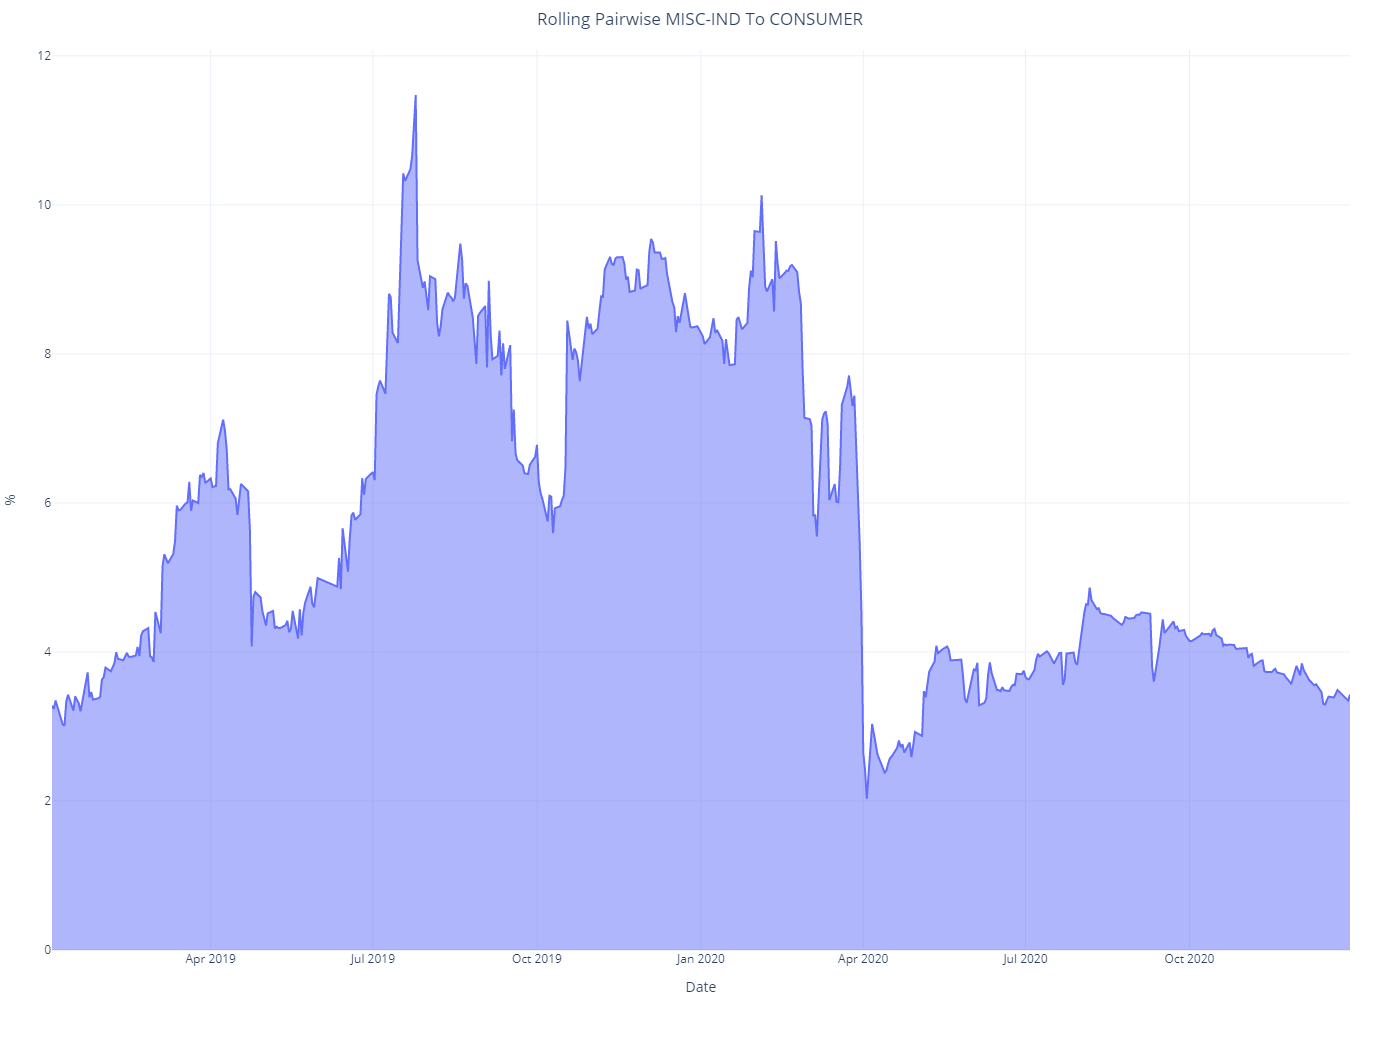 Rolling Pairwise MISC-IND To CONSUMER
12
10
8
6
4
2
0
%
Apr 2019
Jul 2019
Oct 2019
Jan 2020
Apr 2020
Jul 2020
Oct 2020
Date